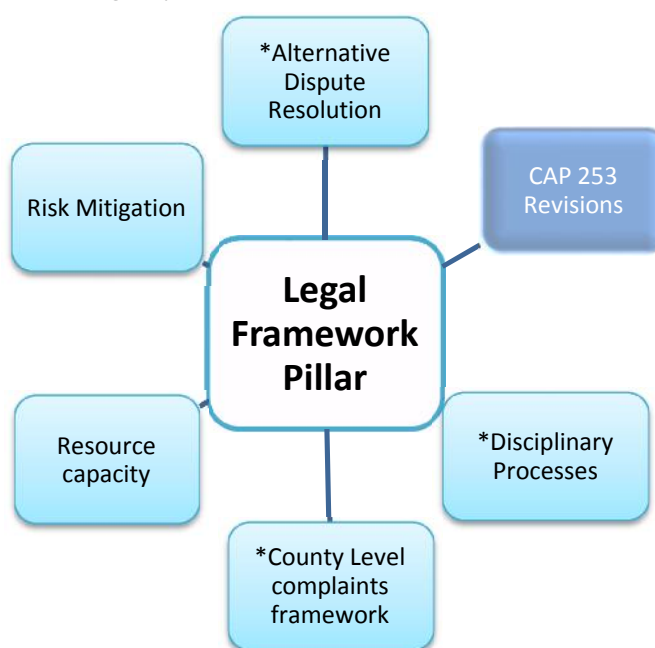 *Alternative
Dispute
Resolution
CAP 253
Revisions
Risk Mitigation
Legal
Framework
Pillar
Resource
capacity
*Disciplinary
Processes
*County Level
complaints
framework